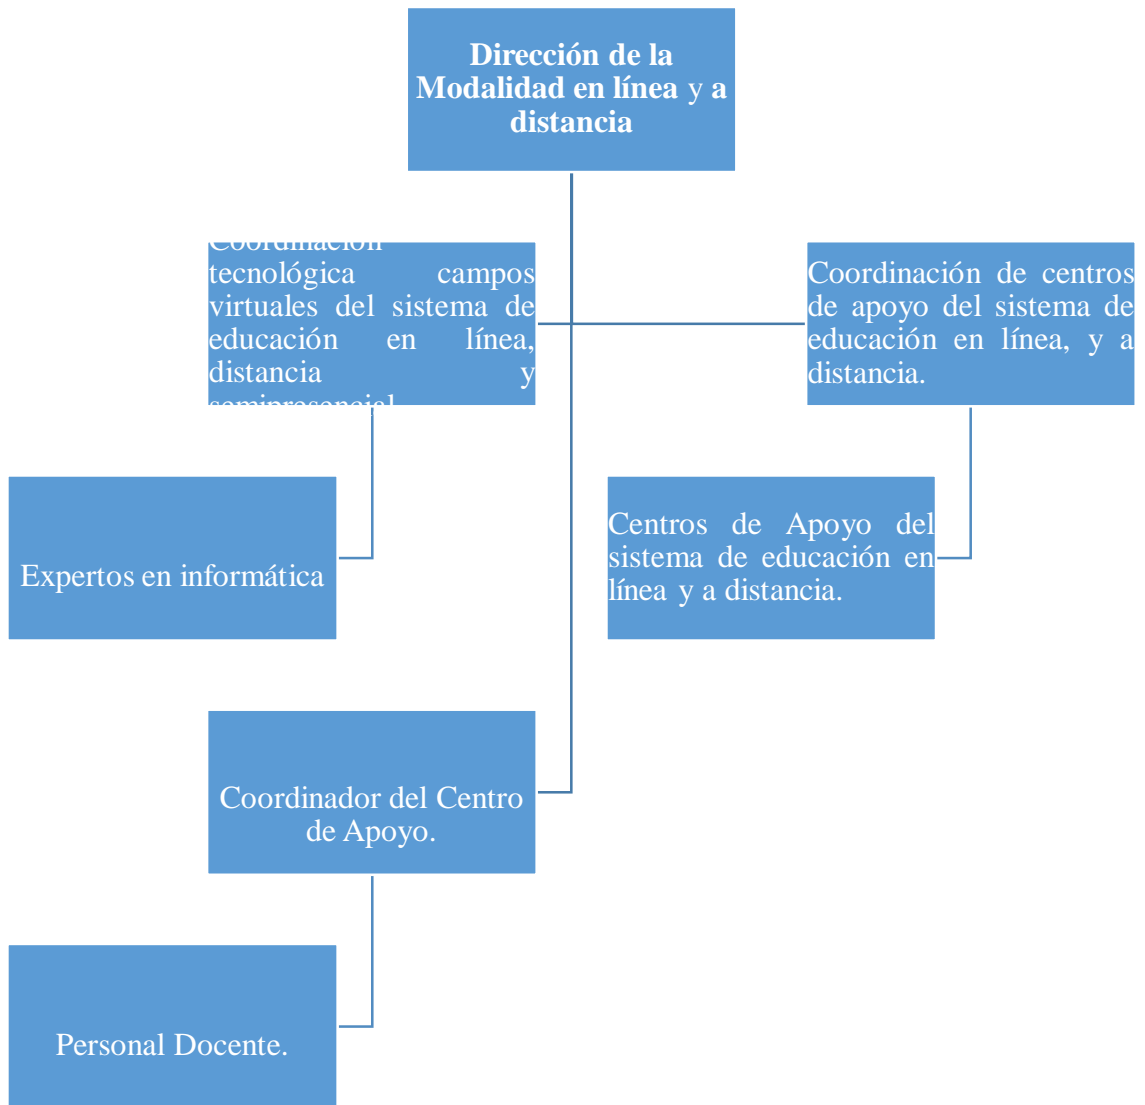 Dirección de la
Modalidad en línea y a
distancia
Coordinación
tecnológica campos
virtuales del sistema de
educación en línea,
distancia y
semipresencial
Coordinación de centros
de apoyo del sistema de
educación en línea, y a
distancia.
Expertos en informática
Centros de Apoyo del
sistema de educación en
línea y a distancia.
Coordinador del Centro
de Apoyo.
Personal Docente.